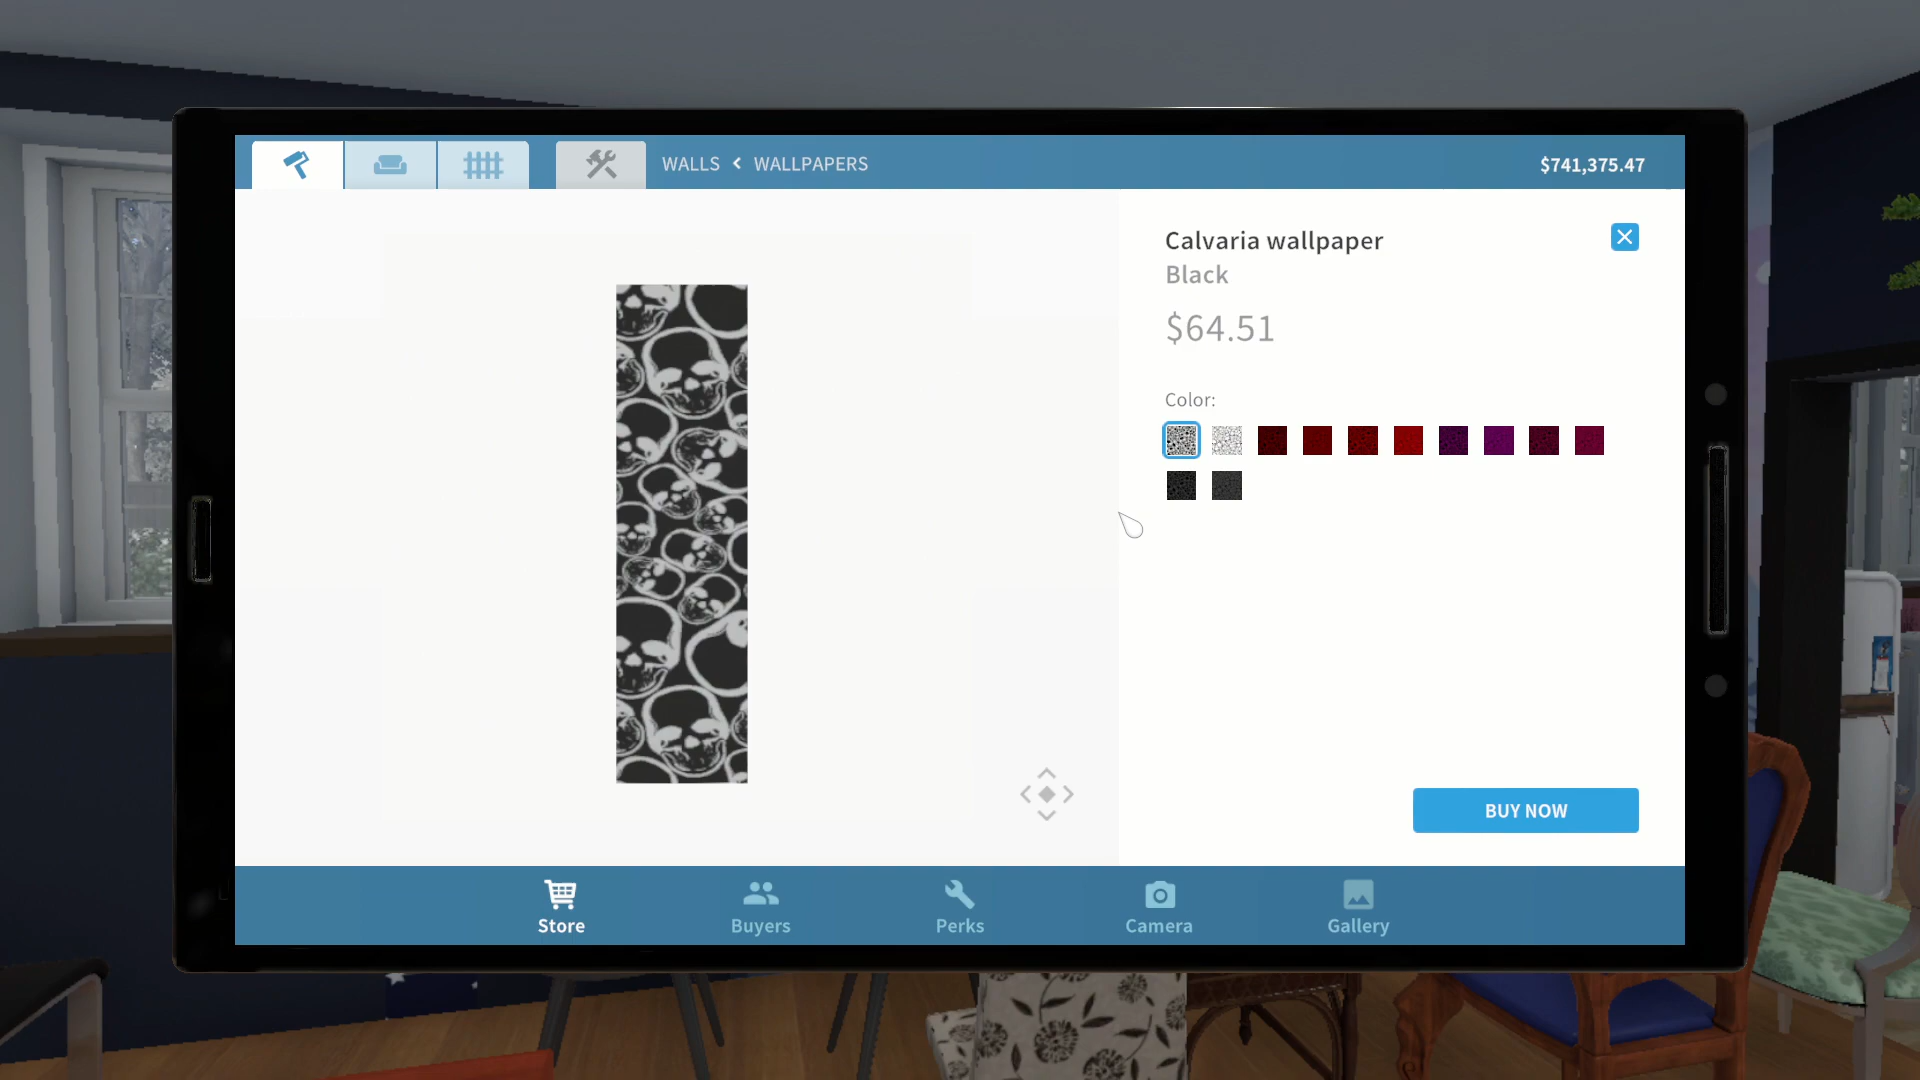 WALLS < WALLPAPERS
$741,375.47
Calvaria wallpaper
Black
$64.51
Color:
BUY NOW
Store
Buyers
Perks
Camera
Gallery